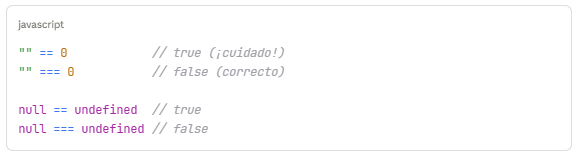 javascript
"" == 0            // true (¡cuidado!)
"" === 0           // false (correcto)
null == undefined  // true
null === undefined // false